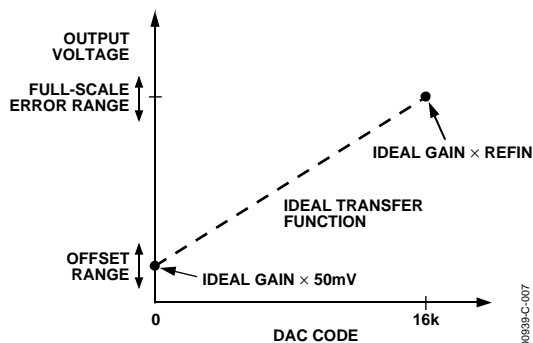 OUTPUT
VOLTAGE
FULL-SCALE
ERROR RANGE
IDEAL GAIN × REFIN
IDEAL TRANSFER
FUNCTION
OFFSET
RANGE
IDEAL GAIN × 50mV
0
16k
DAC CODE
00939-C-007